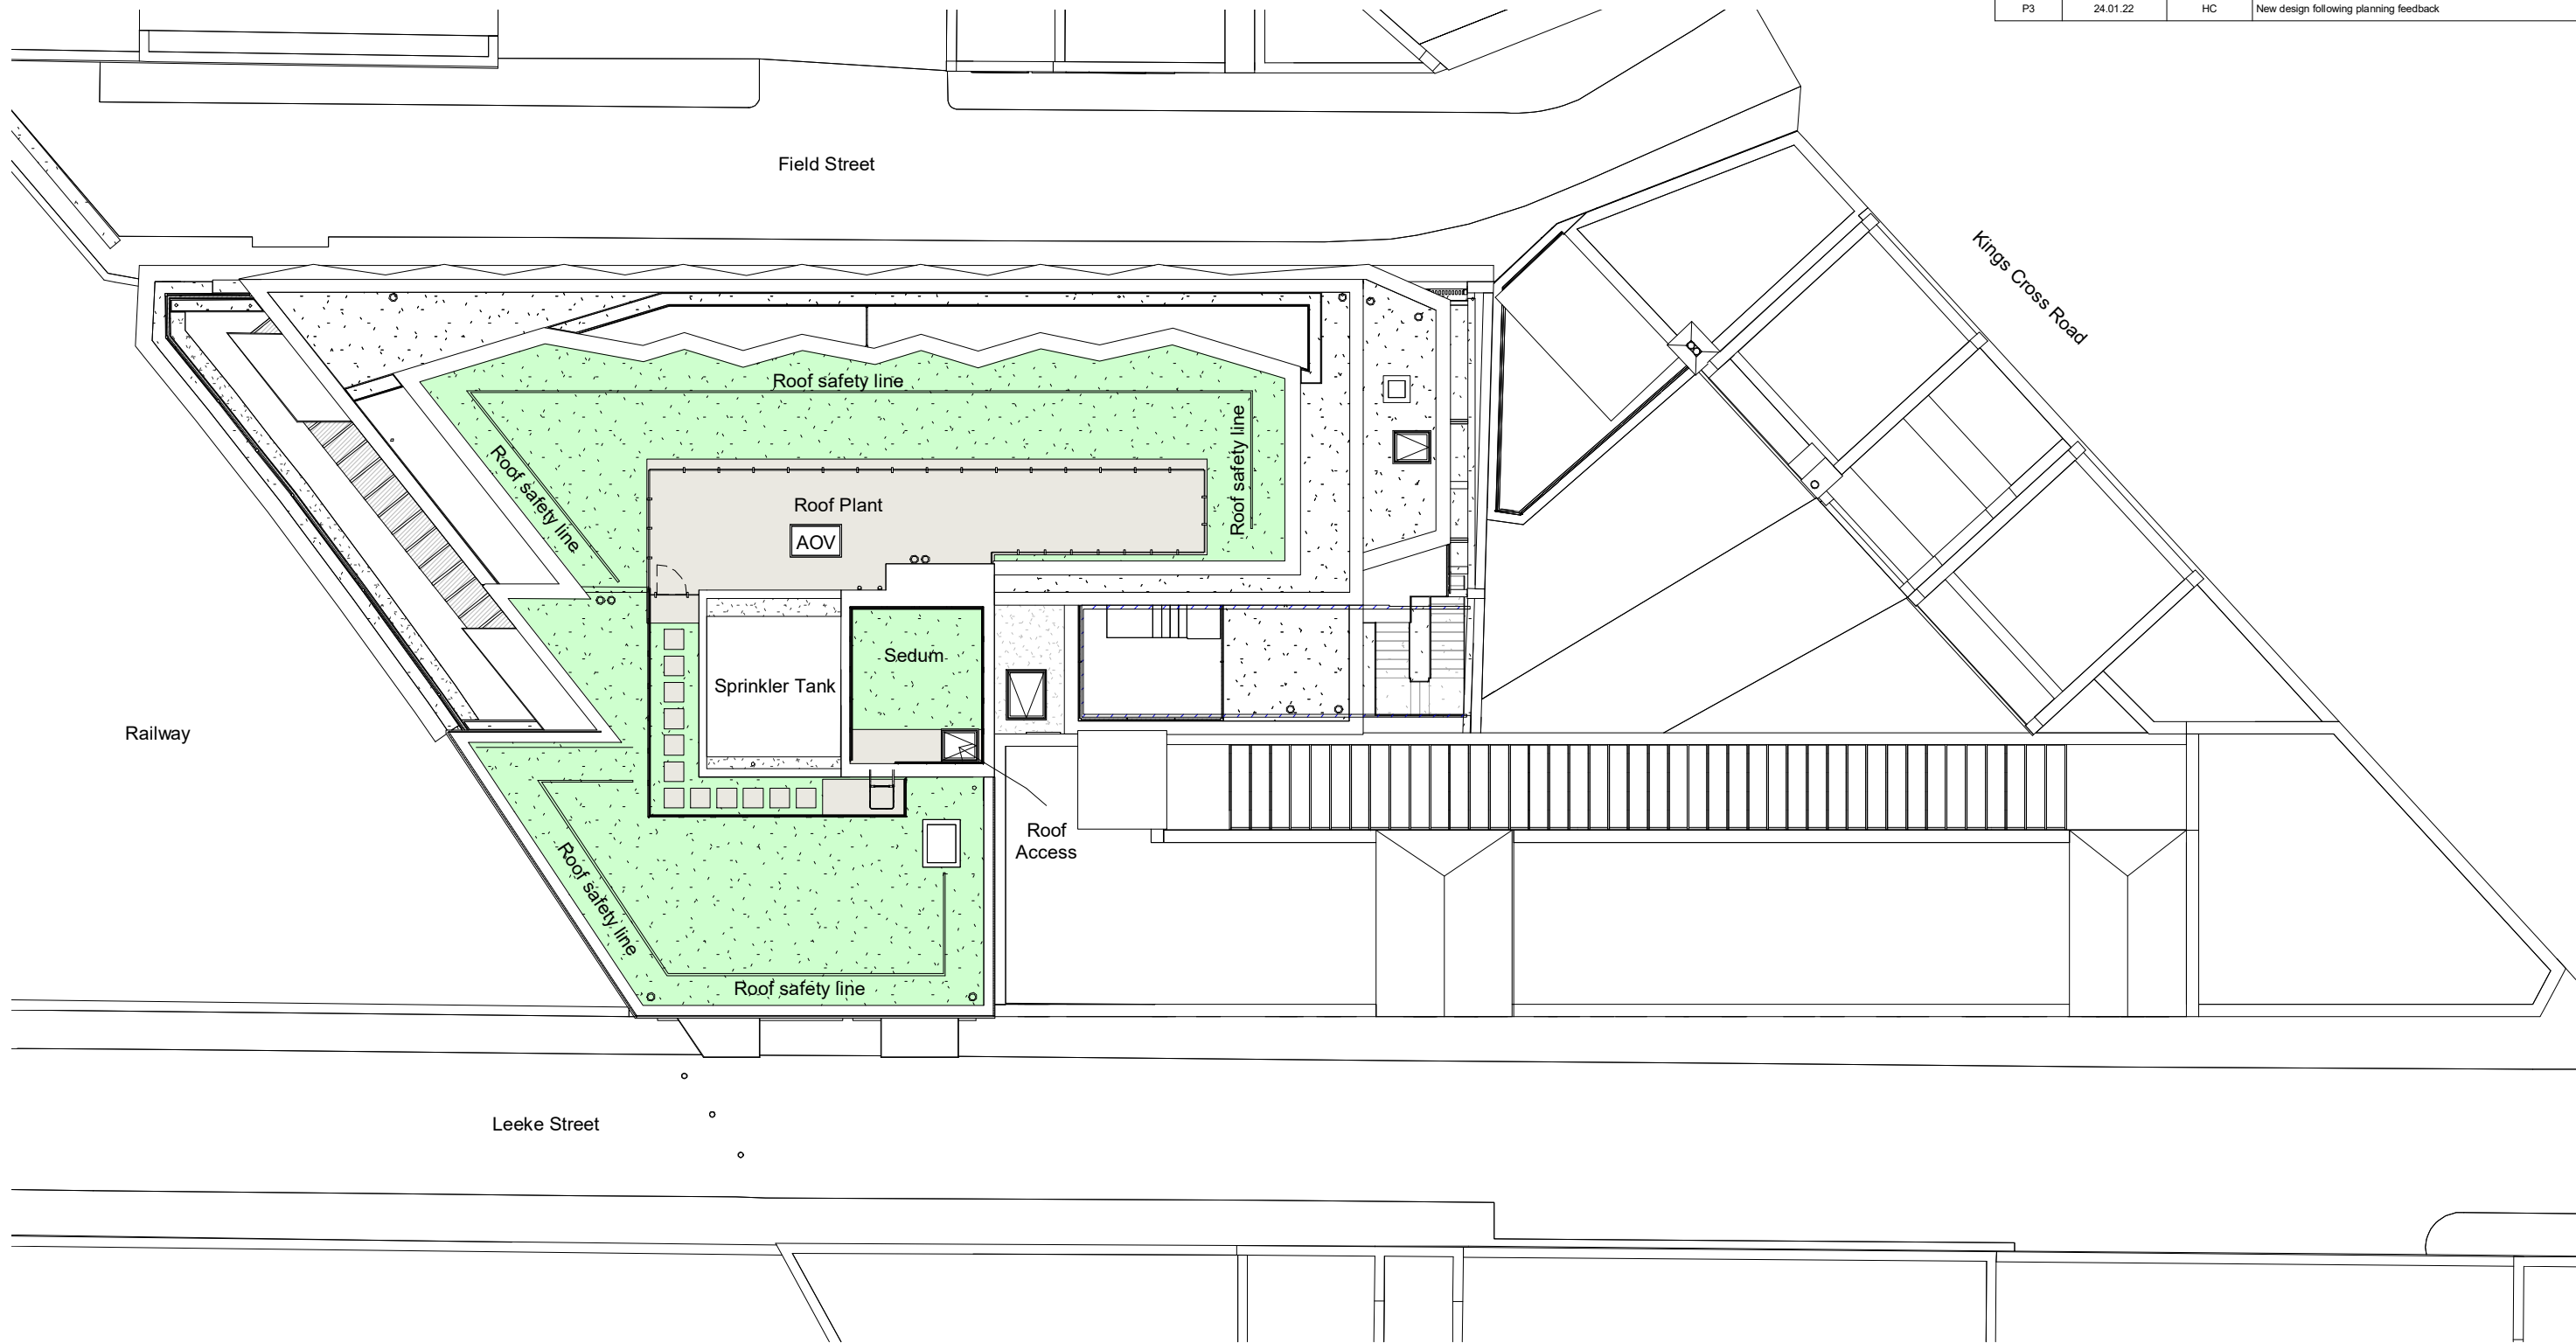 P3 24.01.22 HC New design following planning feedback
Field Street
Kings Cross Road
Roof safety line
Roof safety line
Roof safety line
Roof Plant
AOV
Sedum
Sprinkler Tank
Railway
Roof
Access
Roof safety line
Roof safety line
Leeke Street